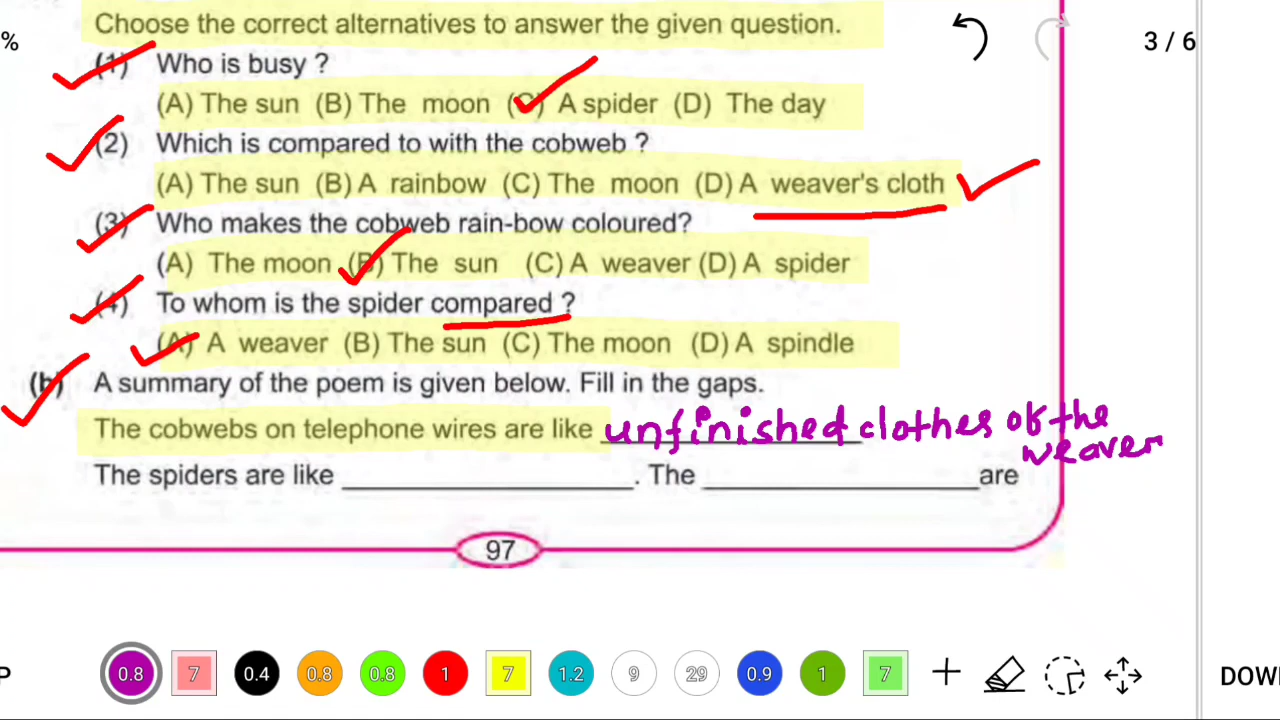 Choose the correct alternatives to answer the given question.
%
3 / 6
(1) Who is busy ?
(A) The sun (B) The moon (C) A spider (D) The day
(2) Which is compared to with the cobweb ?
(A) The sun (B) A rainbow (C) The moon (D) A weaver's cloth
(3) Who makes the cobweb rain-bow coloured?
(A) The moon (B) The sun (C) A weaver (D) A spider
(4) To whom is the spider compared ?
(A) A weaver (B) The sun (C) The moon (D) A spindle
(b) A summary of the poem is given below. Fill in the gaps.
The cobwebs on telephone wires are like unfinished clothes of the
weaver
The spiders are like ____________. The ____________ are
97
P 0.8 7 0.4 0.8 0.8 1 7 1.2 9 29 0.9 1 7 + DOW